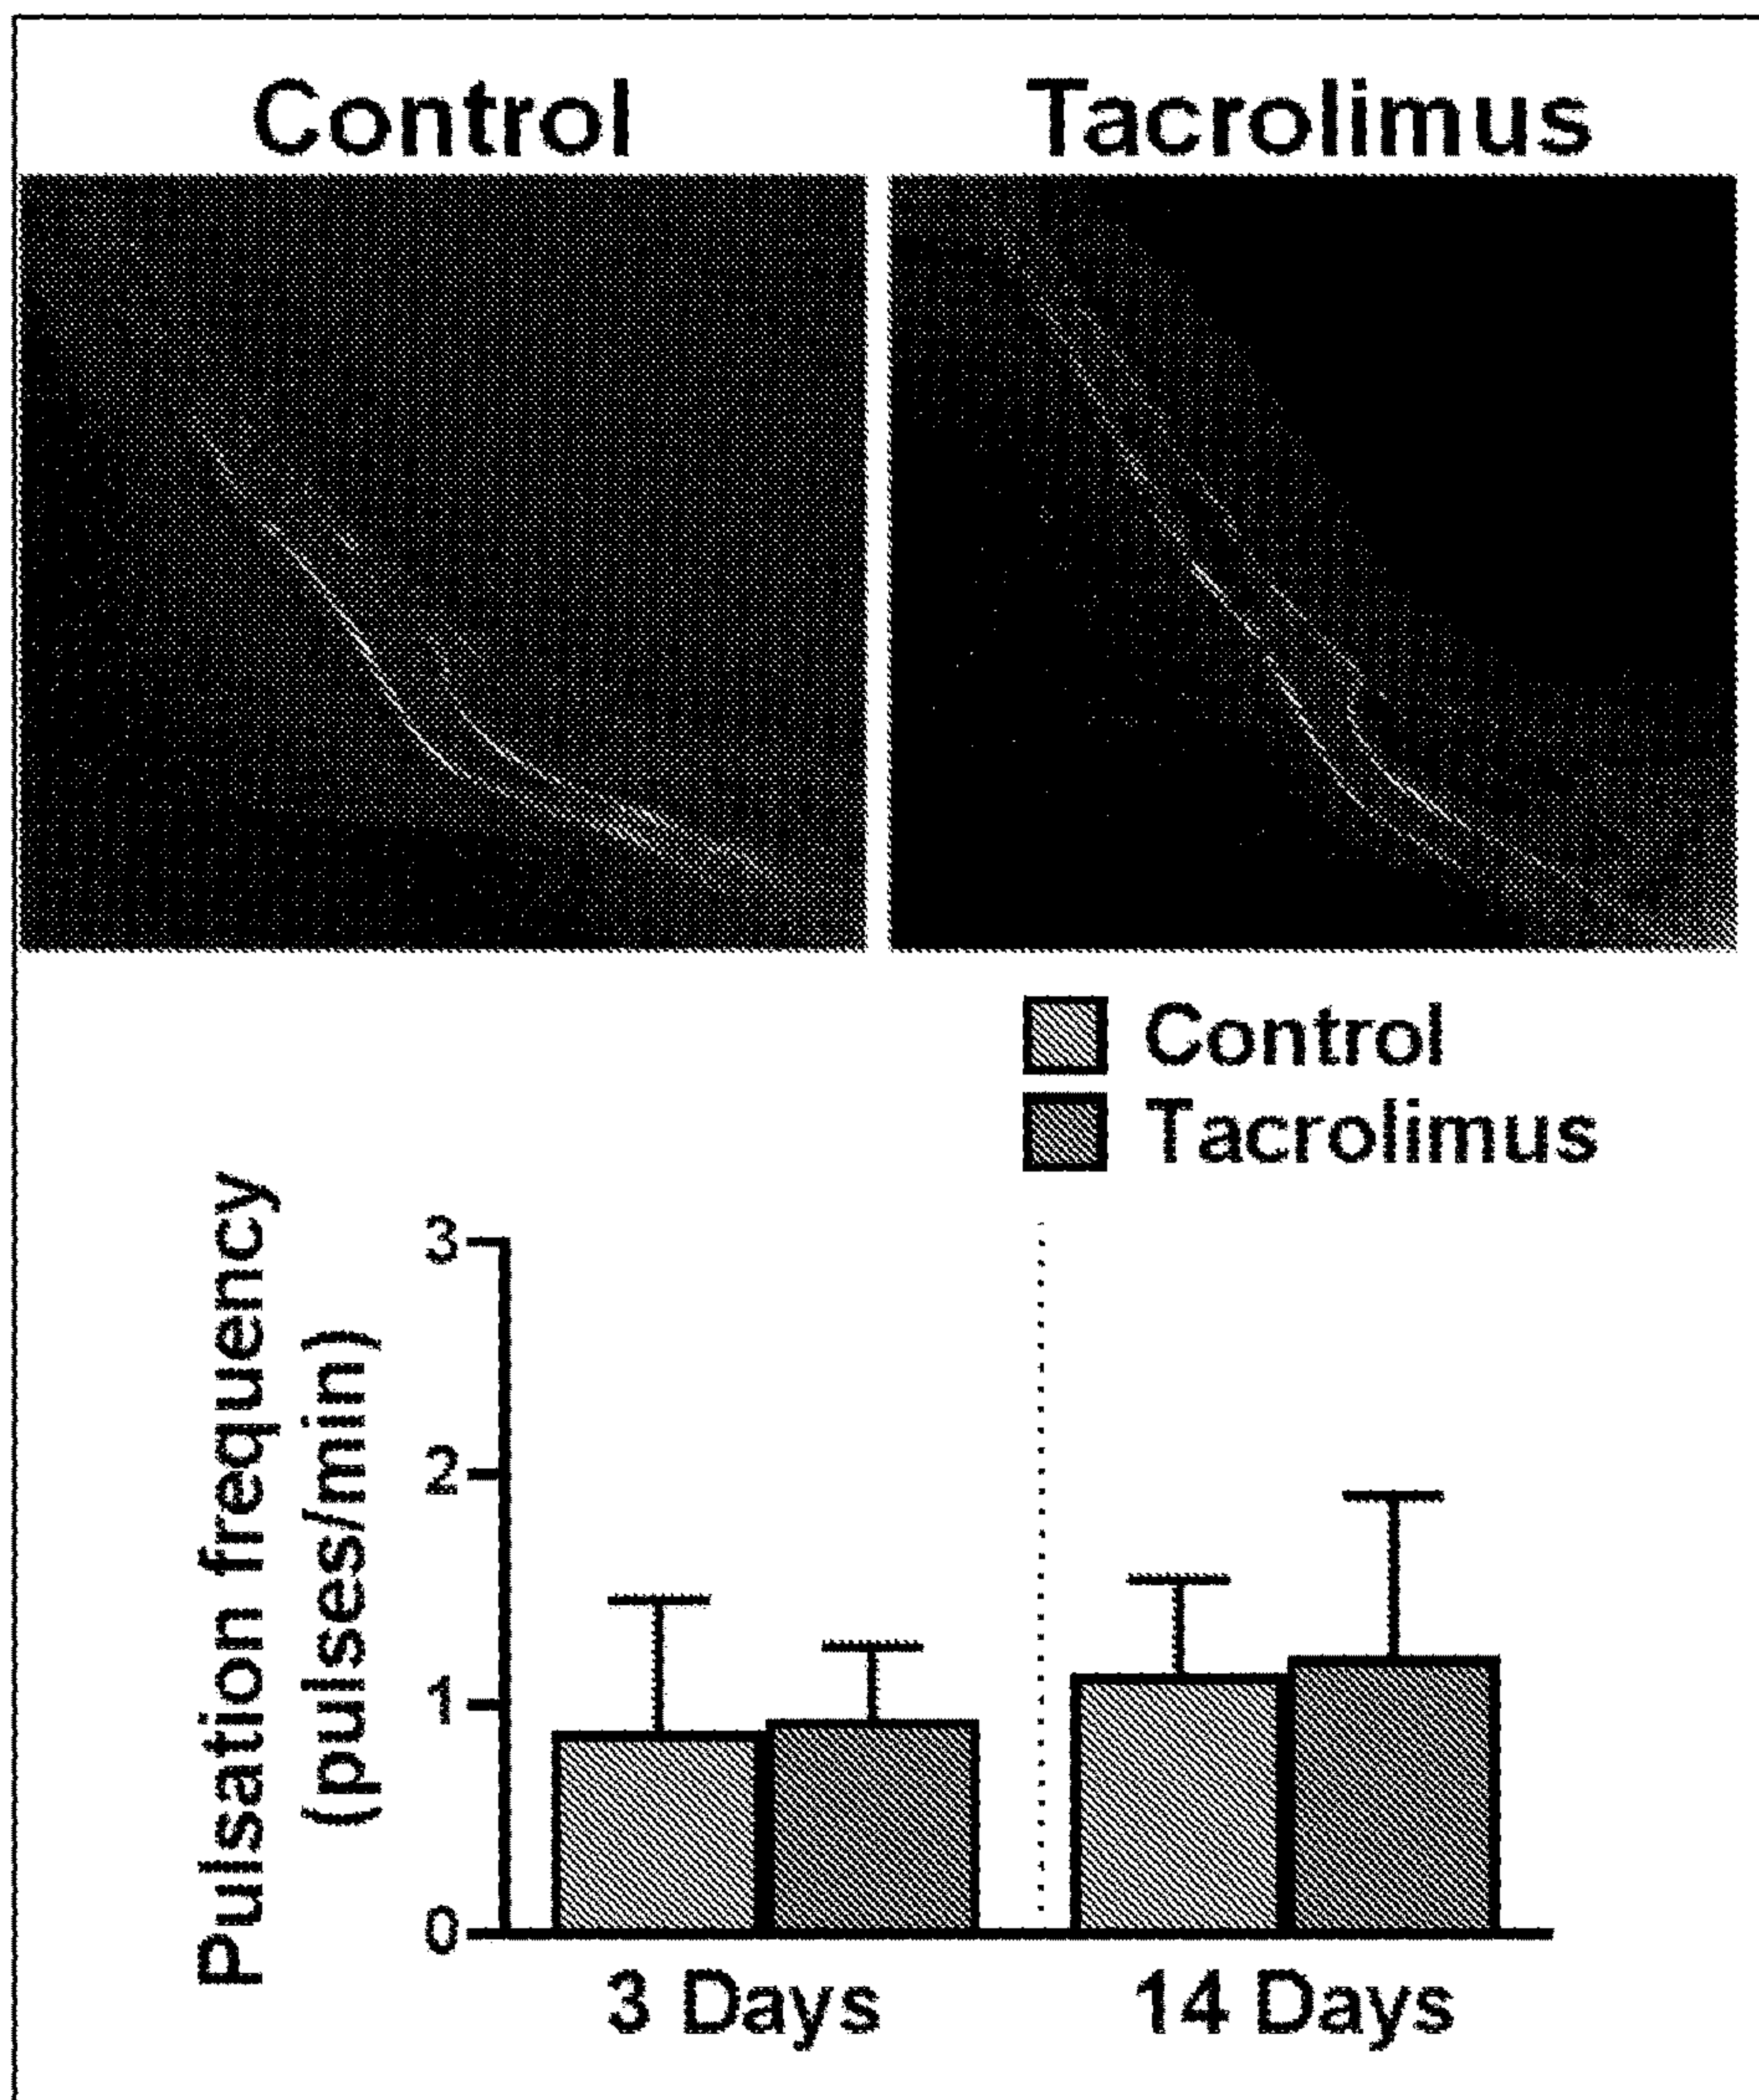 Control
Tacrolimus
Control
Tacrolimus
Pulsation frequency
(pulses/min)
3
2
1
0
3 Days
14 Days